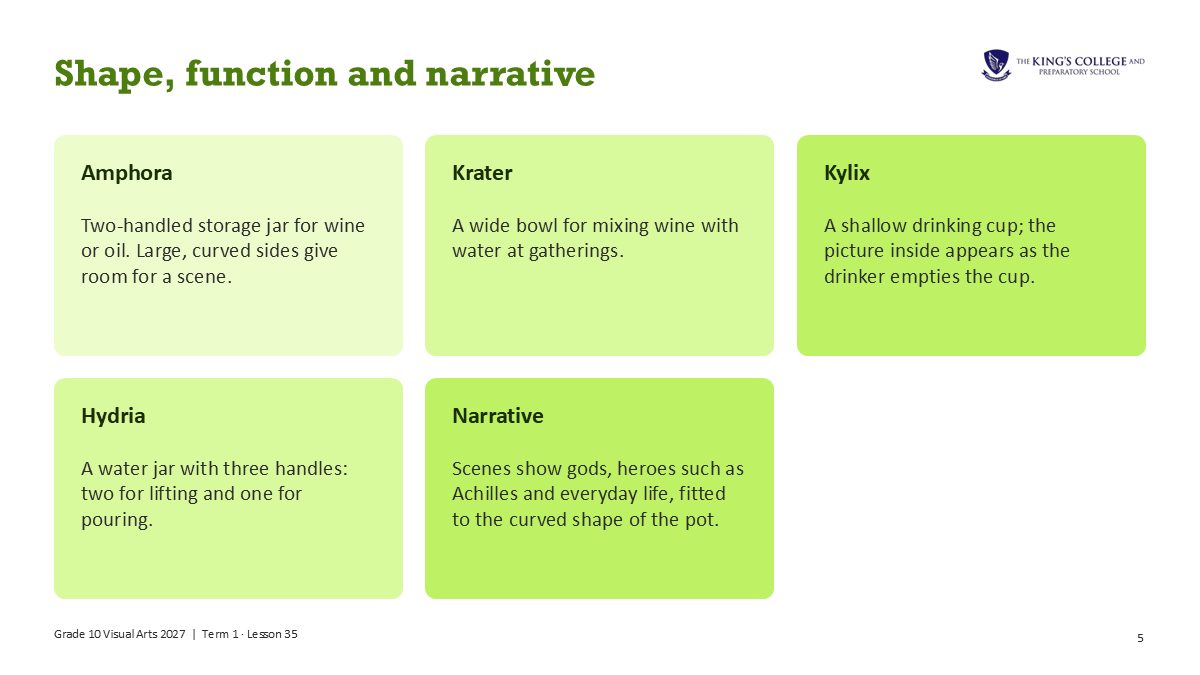 Shape, function and narrative
THE KING'S COLLEGE AND
PREPARATORY SCHOOL
Amphora
Two-handled storage jar for wine
or oil. Large, curved sides give
room for a scene.
Krater
A wide bowl for mixing wine with
water at gatherings.
Kylix
A shallow drinking cup; the
picture inside appears as the
drinker empties the cup.
Hydria
A water jar with three handles:
two for lifting and one for
pouring.
Narrative
Scenes show gods, heroes such as
Achilles and everyday life, fitted
to the curved shape of the pot.
Grade 10 Visual Arts 2027 | Term 1 · Lesson 35
5